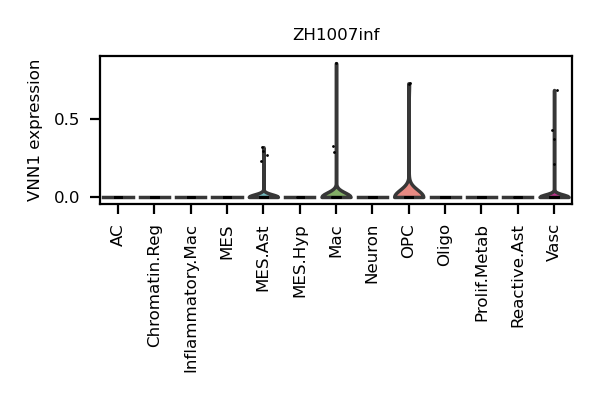 ZH1007inf
VNN1 expression
0.5
0.0
AC
Chromatin.Reg
Inflammatory.Mac
MES
MES.Ast
MES.Hyp
Mac
Neuron
OPC
Oligo
Prolif.Metab
Reactive.Ast
Vasc